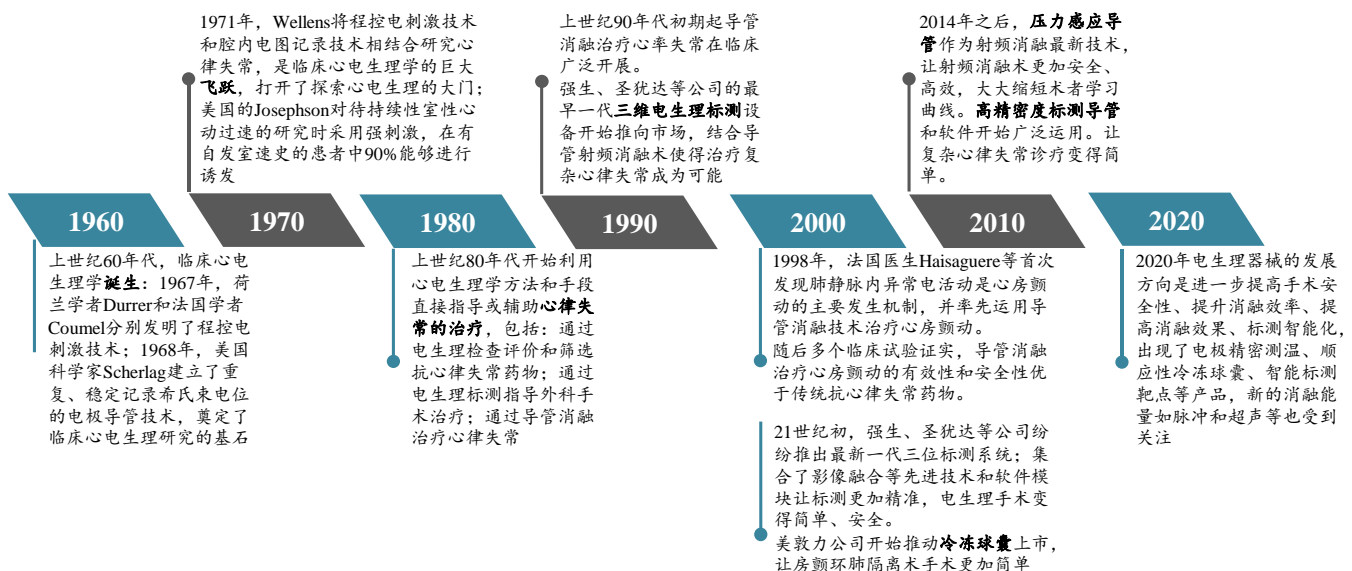 1971年，Wellens将程控电刺激技术
和腔内电图记录技术相结合研究心
律失常，是临床心电生理学的巨大
飞跃，打开了探索心电生理的大门；
美国的Josephson对待持续性室性心
动过速的研究时采用强刺激，在有
自发室速史的患者中90%能够进行
诱发
上世纪90年代初期起导管
消融治疗心率失常在临床
广泛开展。
强生、圣犹达等公司的最
早一代三维电生理标测设
备开始推向市场，结合导
管射频消融术使得治疗复
杂心律失常成为可能
2014年之后，压力感应导
管作为射频消融最新技术，
让射频消融术更加安全、
高效，大大缩短术者学习
曲线。高精密度标测导管
和软件开始广泛运用。让
复杂心律失常诊疗变得简
单。
1960
1970
1980
1990
2000
2010
2020
上世纪60年代，临床心电
生理学诞生：1967年，荷
兰学者Durrer和法国学者
Coumel分别发明了程控电
刺激技术；1968年，美国
科学家Scherlag建立了重
复、稳定记录希氏束电位
的电极导管技术，奠定了
临床心电生理研究的基石
上世纪80年代开始利用
心电生理学方法和手段
直接指导或辅助心律失
常的治疗，包括：通过
电生理检查评价和筛选
抗心律失常药物；通过
电生理标测指导外科手
术治疗；通过导管消融
治疗心律失常
1998年，法国医生Haisaguere等首次
发现肺静脉内异常电活动是心房颤
动的主要发生机制，并率先运用导
管消融技术治疗心房颤动。
随后多个临床试验证实，导管消融
治疗心房颤动的有效性和安全性优
于传统抗心律失常药物。
21世纪初，强生、圣犹达等公司纷
纷推出最新一代三位标测系统；集
合了影像融合等先进技术和软件模
块让标测更加精准，电生理手术变
得简单、安全。
美敦力公司开始推动冷冻球囊上市，
让房颤环肺隔离术手术更加简单
2020年电生理器械的发展
方向是进一步提高手术安
全性、提升消融效率、提
高消融效果、标测智能化，
出现了电极精密测温、顺
应性冷冻球囊、智能标测
靶点等产品，新的消融能
量如脉冲和超声等也受到
关注